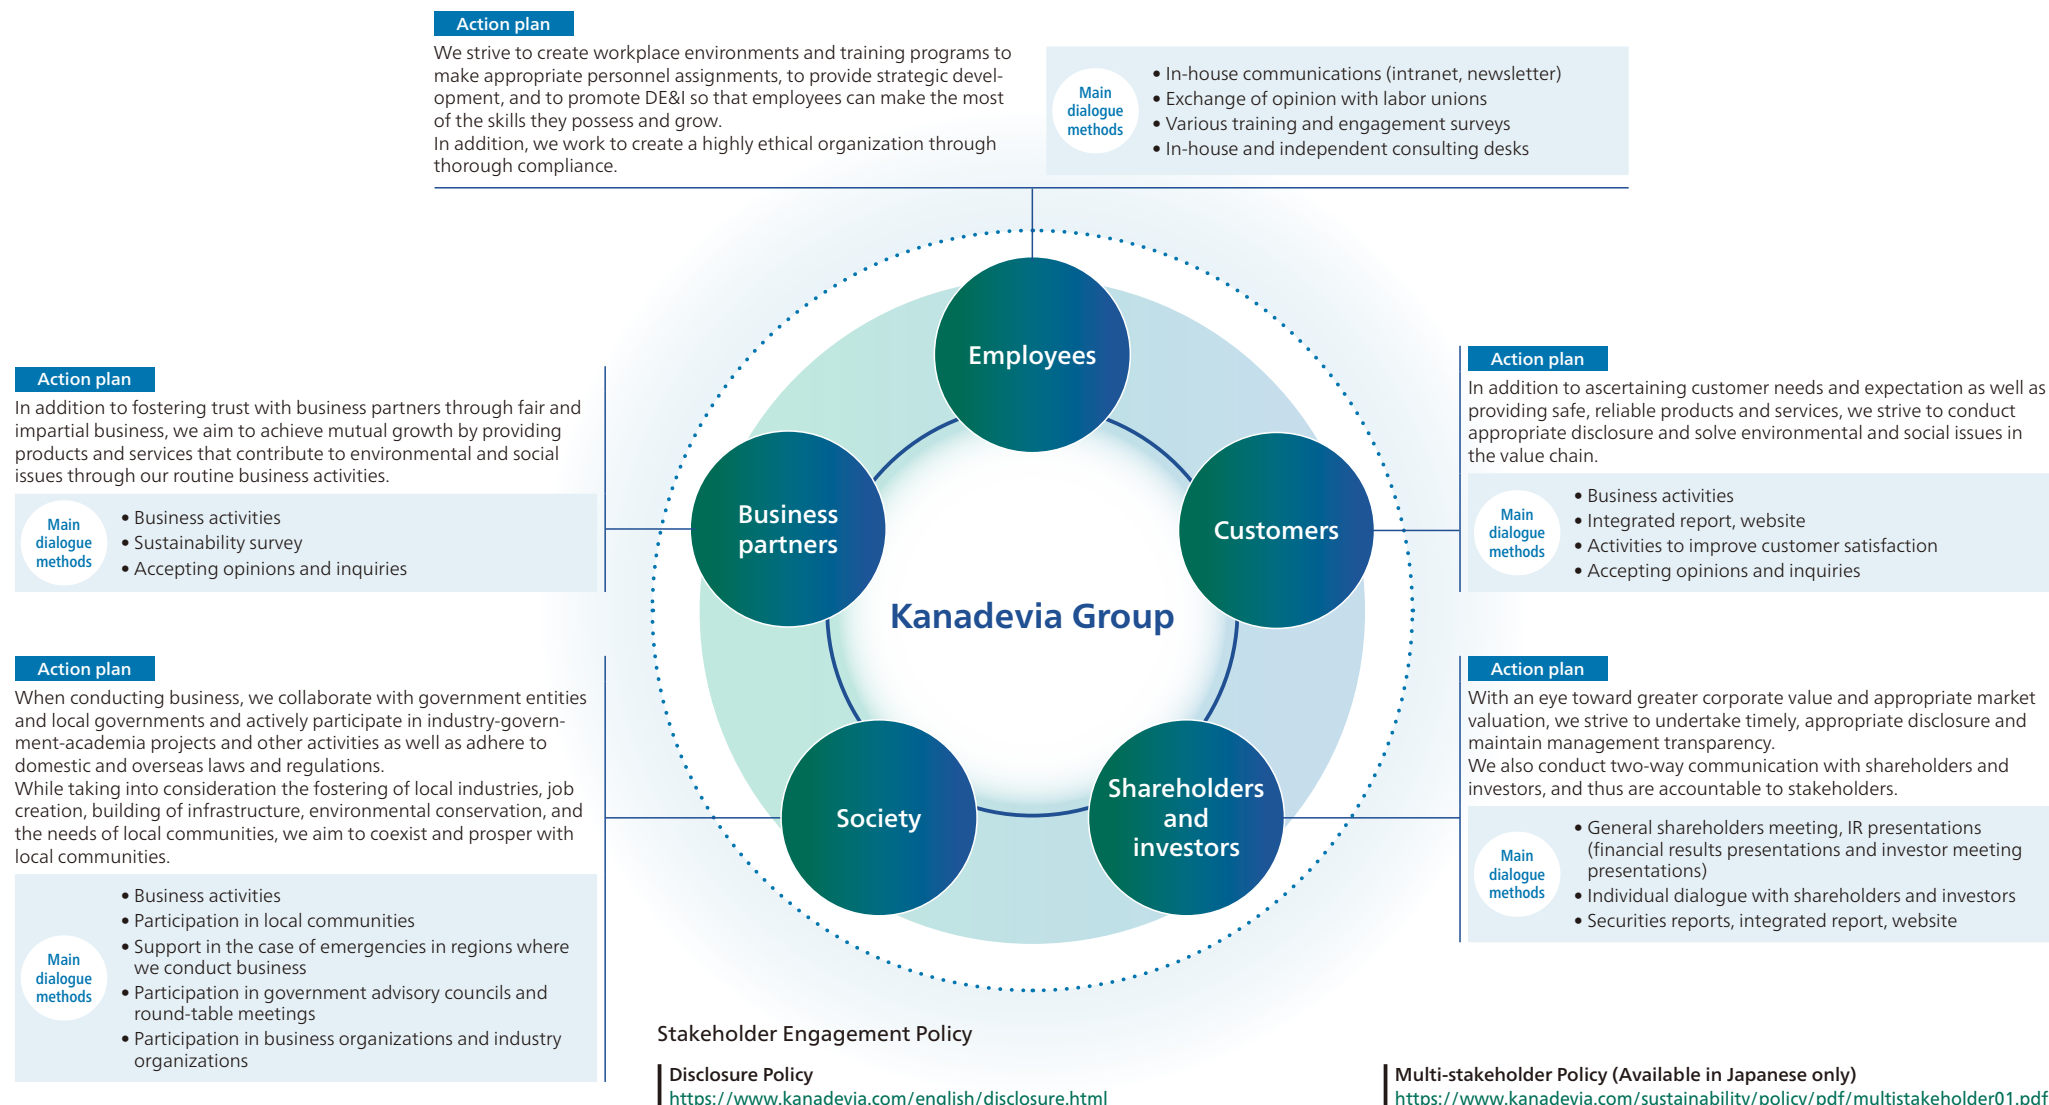 Action plan
We strive to create workplace environments and training programs to
make appropriate personnel assignments, to provide strategic devel-
opment, and to promote DE&I so that employees can make the most
of the skills they possess and grow.
In addition, we work to create a highly ethical organization through
thorough compliance.
Main
dialogue
methods
• In-house communications (intranet, newsletter)
• Exchange of opinion with labor unions
• Various training and engagement surveys
• In-house and independent consulting desks
Employees
Action plan
In addition to fostering trust with business partners through fair and
impartial business, we aim to achieve mutual growth by providing
products and services that contribute to environmental and social
issues through our routine business activities.
Main
dialogue
methods
• Business activities
• Sustainability survey
• Accepting opinions and inquiries
Business
partners
Customers
Action plan
In addition to ascertaining customer needs and expectation as well as
providing safe, reliable products and services, we strive to conduct
appropriate disclosure and solve environmental and social issues in
the value chain.
Main
dialogue
methods
• Business activities
• Integrated report, website
• Activities to improve customer satisfaction
• Accepting opinions and inquiries
Kanadevia Group
Action plan
When conducting business, we collaborate with government entities
and local governments and actively participate in industry-govern-
ment-academia projects and other activities as well as adhere to
domestic and overseas laws and regulations.
While taking into consideration the fostering of local industries, job
creation, building of infrastructure, environmental conservation, and
the needs of local communities, we aim to coexist and prosper with
local communities.
Main
dialogue
methods
• Business activities
• Participation in local communities
• Support in the case of emergencies in regions where
we conduct business
• Participation in government advisory councils and
round-table meetings
• Participation in business organizations and industry
organizations
Society
Shareholders
and
investors
Action plan
With an eye toward greater corporate value and appropriate market
valuation, we strive to undertake timely, appropriate disclosure and
maintain management transparency.
We also conduct two-way communication with shareholders and
investors, and thus are accountable to stakeholders.
Main
dialogue
methods
• General shareholders meeting, IR presentations
(financial results presentations and investor meeting
presentations)
• Individual dialogue with shareholders and investors
• Securities reports, integrated report, website
Stakeholder Engagement Policy
Disclosure Policy
https://www.kanadevia.com/english/disclosure.html
Multi-stakeholder Policy (Available in Japanese only)
https://www.kanadevia.com/sustainability/policy/pdf/multistakeholder01.pdf